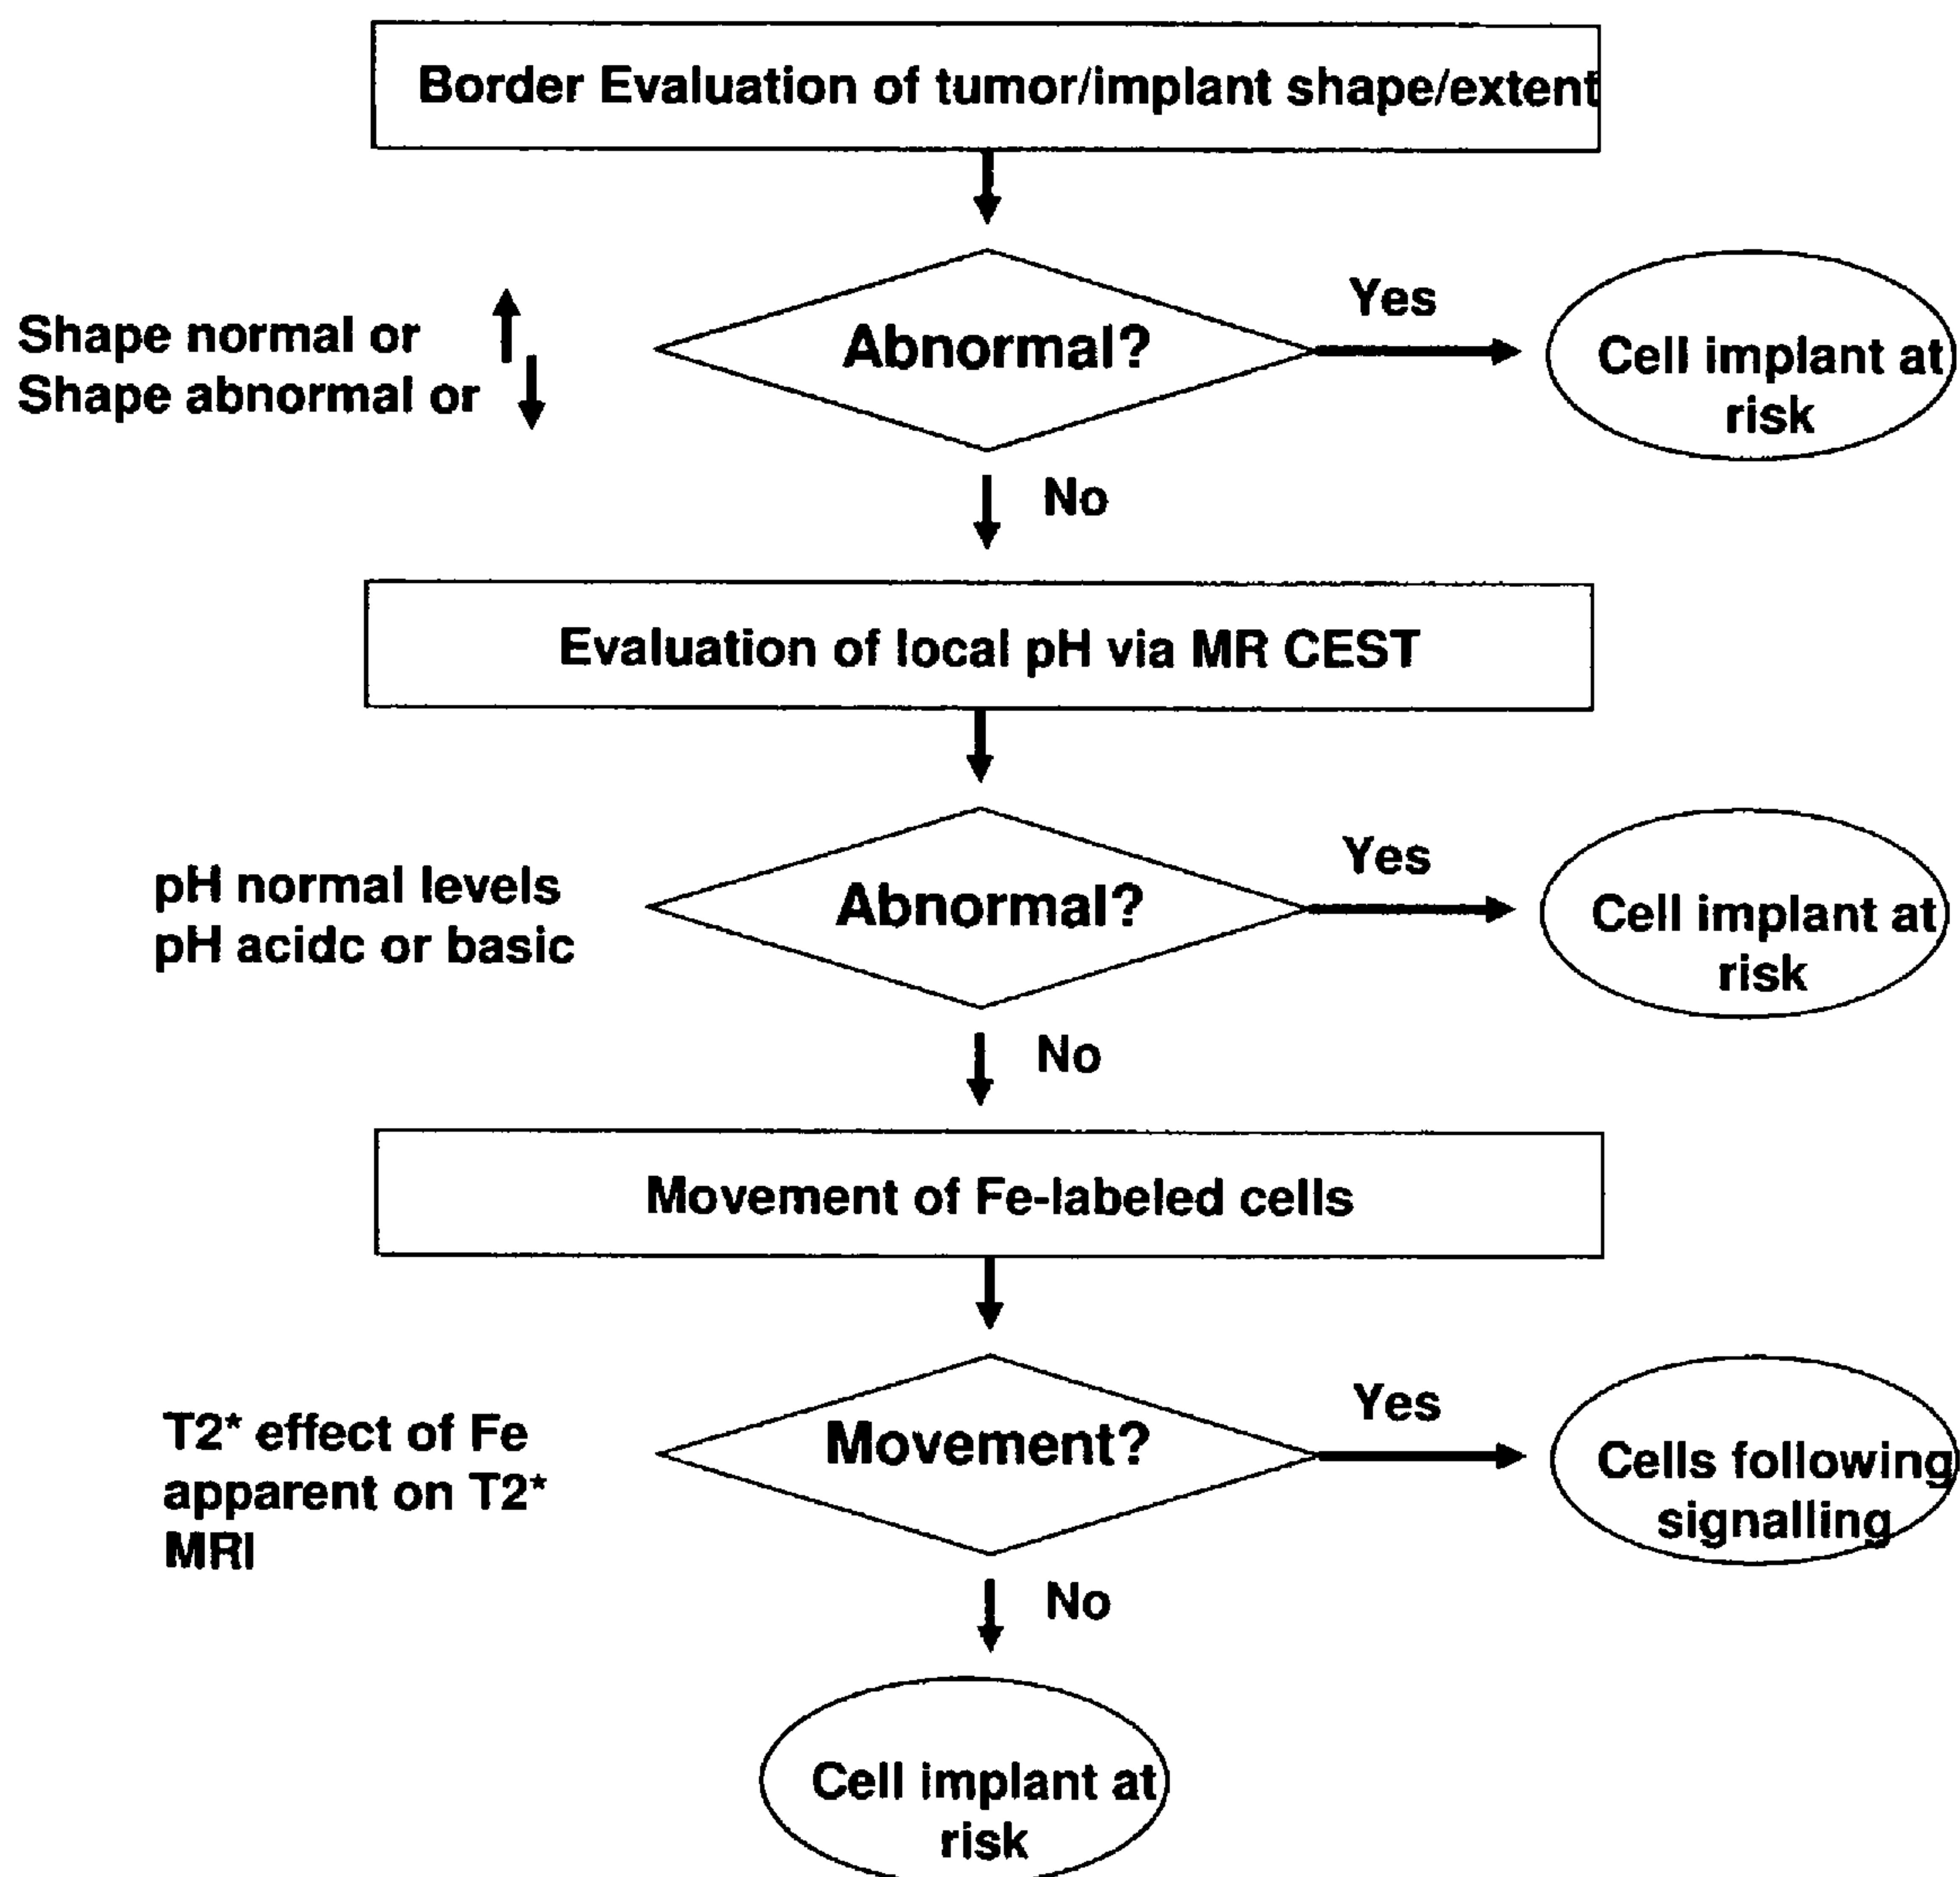 Border Evaluation of tumor/implant shape/extent
Shape normal or
Shape abnormal or
Abnormal?
Yes
Cell implant at
risk
No
Evaluation of local pH via MR CEST
pH normal levels
pH acidc or basic
Abnormal?
Yes
Cell implant at
risk
No
Movement of Fe-labeled cells
T2* effect of Fe
apparent on T2*
MRI
Movement?
Yes
Cells following
signalling
No
Cell implant at
risk